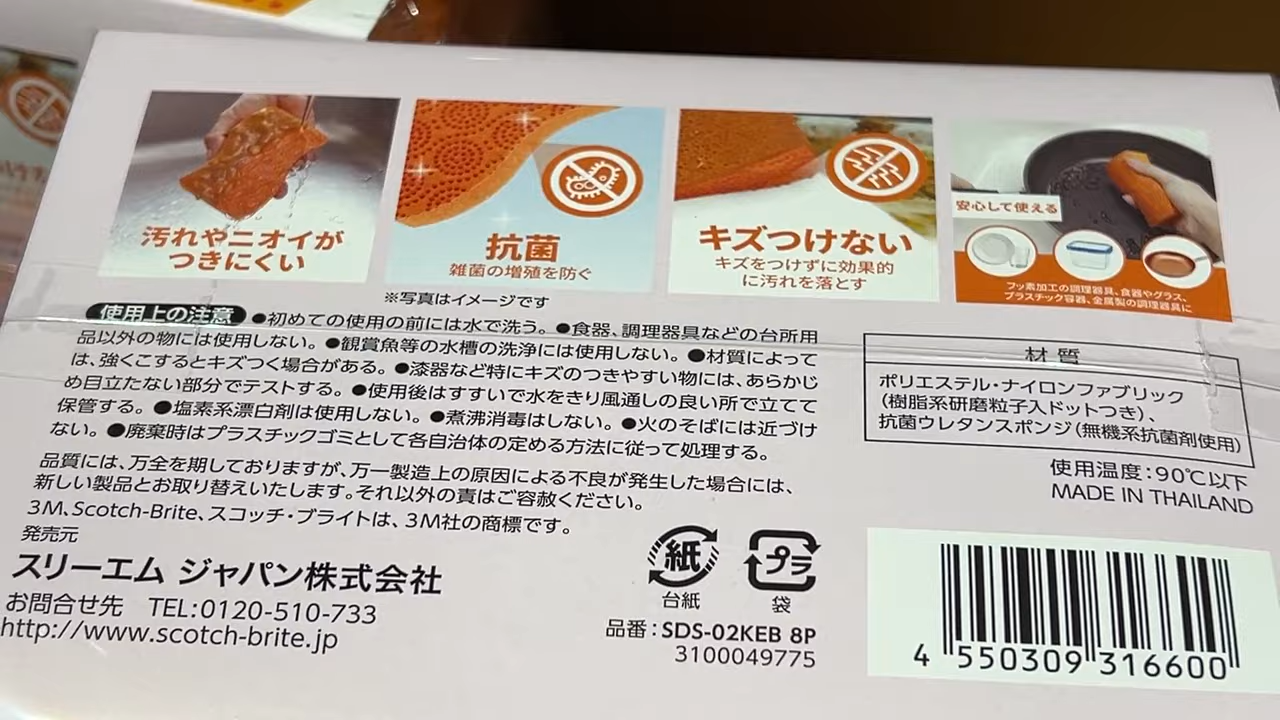 汚れやニオイが
つきにくい
抗菌
雑菌の増殖を防ぐ
キズつけない
キズをつけずに効果的
に汚れを落とす
安心して使える
フッ素加工の調理器具、食器やグラス、
プラスチック容器、金属製の調理器具に
※写真はイメージです
使用上の注意 ●初めての使用の前には水で洗う。●食器、調理器具などの台所用
品以外の物には使用しない。●観賞魚等の水槽の洗浄には使用しない。●材質によって
は、強くこするとキズつく場合がある。●漆器など特にキズのつきやすい物には、あらかじ
め目立たない部分でテストする。●使用後はすすいで水をきり風通しの良い所で立てて
保管する。●塩素系漂白剤は使用しない。●煮沸消毒はしない。●火のそばには近づけ
ない。●廃棄時はプラスチックゴミとして各自治体の定める方法に従って処理する。
品質には、万全を期しておりますが、万一製造上の原因による不良が発生した場合には、
新しい製品とお取り替えいたします。それ以外の責はご容赦ください。
3M、Scotch-Brite、スコッチ・ブライトは、3M社の商標です。
発売元
スリーエム ジャパン株式会社
お問合せ先 TEL:0120-510-733
http://www.scotch-brite.jp
材質
ポリエステル・ナイロンファブリック
(樹脂系研磨粒子入ドットつき)、
抗菌ウレタンスポンジ(無機系抗菌剤使用)
使用温度:90℃以下
MADE IN THAILAND
紙
台紙
プラ
袋
品番:SDS-02KEB 8P
3100049775
4 550309 316600